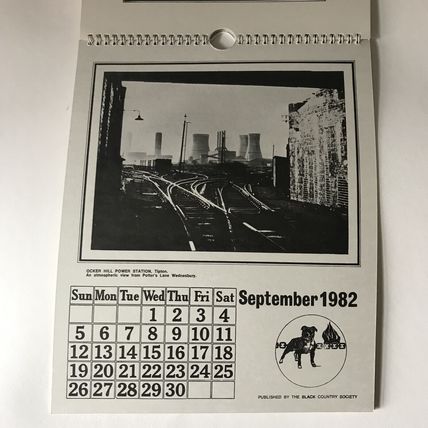 OCKER HILL POWER STATION, Tipton.
An atmospheric view from Potter's Lane Wednesbury.
Sun Mon Tue Wed Thu Fri Sat
1 2 3 4
5 6 7 8 9 10 11
12 13 14 15 16 17 18
19 20 21 22 23 24 25
26 27 28 29 30
September 1982
PUBLISHED BY THE BLACK COUNTRY SOCIETY